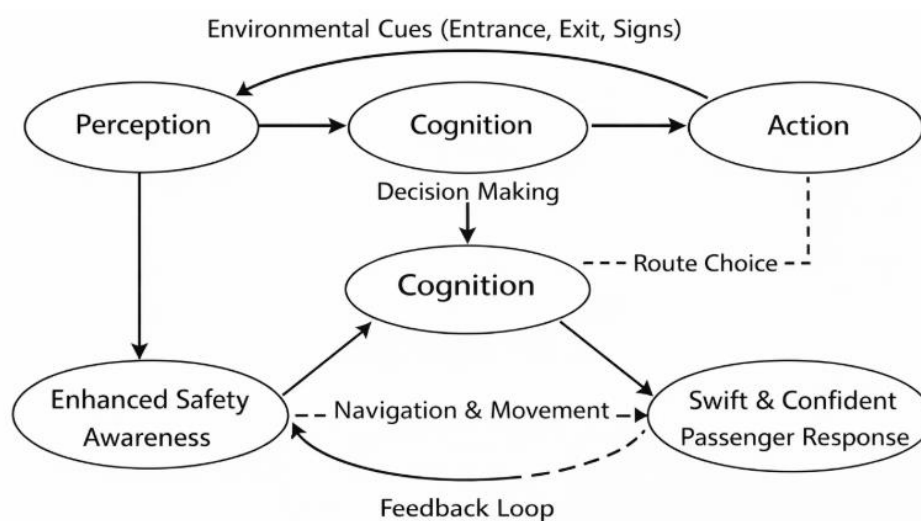 Environmental Cues (Entrance, Exit, Signs)
Perception
Cognition
Action
Decision Making
Cognition
Route Choice
Enhanced Safety
Awareness
Navigation & Movement
Swift & Confident
Passenger Response
Feedback Loop